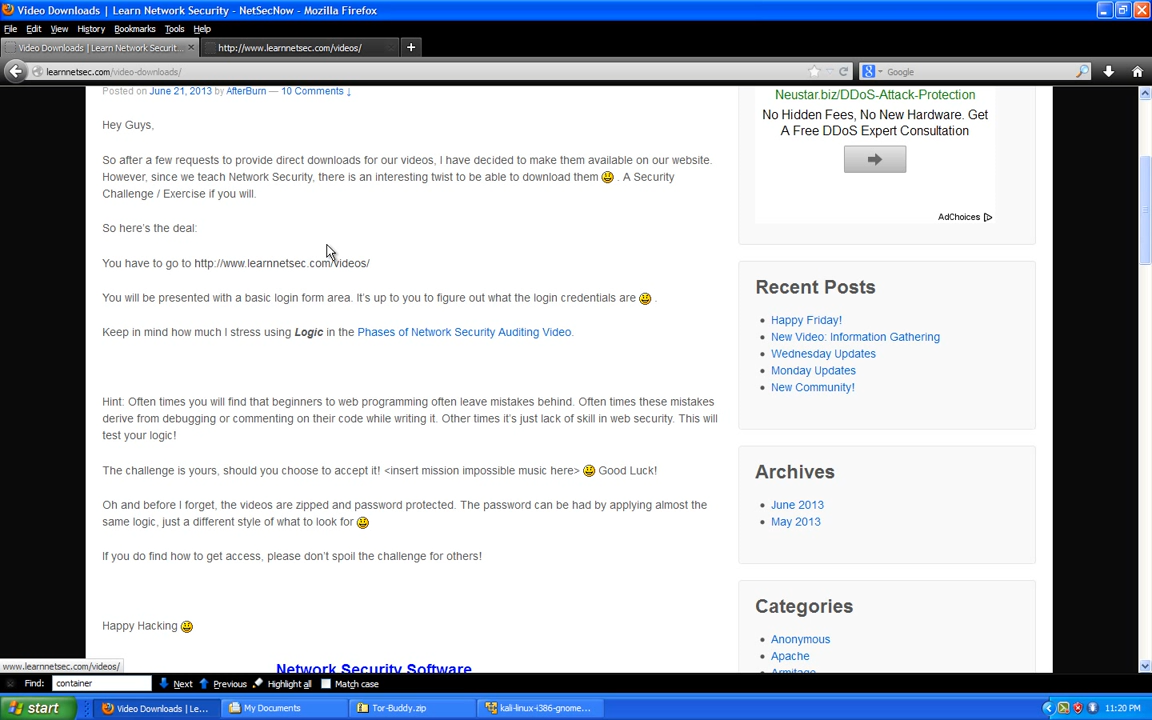 Video Downloads | Learn Network Security - NetSecNow - Mozilla Firefox
File Edit View History Bookmarks Tools Help
Video Downloads | Learn Network Securit... × http://www.learnnetsec.com/videos/ +
learnnetsec.com/video-downloads/ Google
Posted on June 21, 2013 by AfterBurn — 10 Comments ↓
Hey Guys,
So after a few requests to provide direct downloads for our videos, I have decided to make them available on our website.
However, since we teach Network Security, there is an interesting twist to be able to download them . A Security
Challenge / Exercise if you will.
So here's the deal:
You have to go to http://www.learnnetsec.com/videos/
You will be presented with a basic login form area. It's up to you to figure out what the login credentials are .
Keep in mind how much I stress using Logic in the Phases of Network Security Auditing Video.
Hint: Often times you will find that beginners to web programming often leave mistakes behind. Often times these mistakes
derive from debugging or commenting on their code while writing it. Other times it's just lack of skill in web security. This will
test your logic!
The challenge is yours, should you choose to accept it! <insert mission impossible music here> Good Luck!
Oh and before I forget, the videos are zipped and password protected. The password can be had by applying almost the
same logic, just a different style of what to look for
If you do find how to get access, please don't spoil the challenge for others!
Happy Hacking
Network Security Software
Neustar.biz/DDoS-Attack-Protection
No Hidden Fees, No New Hardware. Get
A Free DDoS Expert Consultation
AdChoices
Recent Posts
Happy Friday!
New Video: Information Gathering
Wednesday Updates
Monday Updates
New Community!
Archives
June 2013
May 2013
Categories
Anonymous
Apache
Armitage
www.learnnetsec.com/videos/
× Find: container Next Previous Highlight all Match case
start Video Downloads | Le... My Documents Tor-Buddy.zip kali-linux-i386-gnome... 11:20 PM